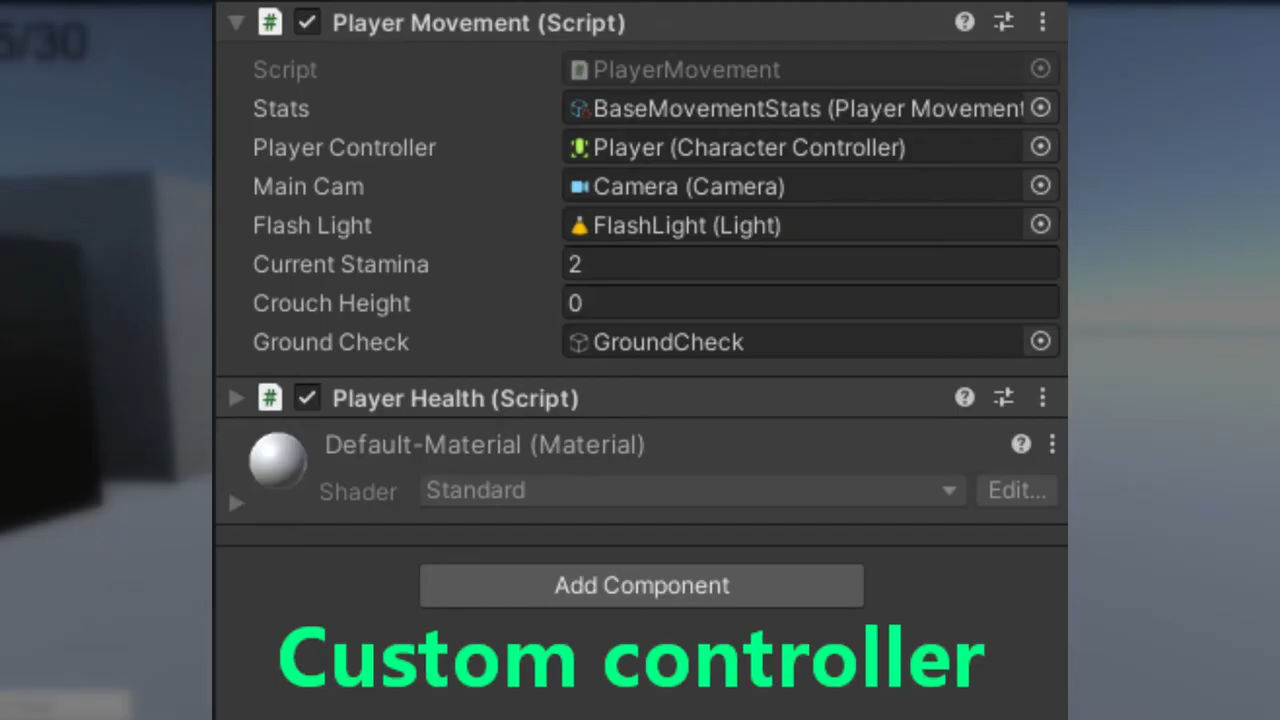 5/30
Player Movement (Script)
Script PlayerMovement
Stats BaseMovementStats (Player Movement
Player Controller Player (Character Controller)
Main Cam Camera (Camera)
Flash Light FlashLight (Light)
Current Stamina 2
Crouch Height 0
Ground Check GroundCheck
Player Health (Script)
Default-Material (Material)
Shader Standard Edit...
Add Component
Custom controller